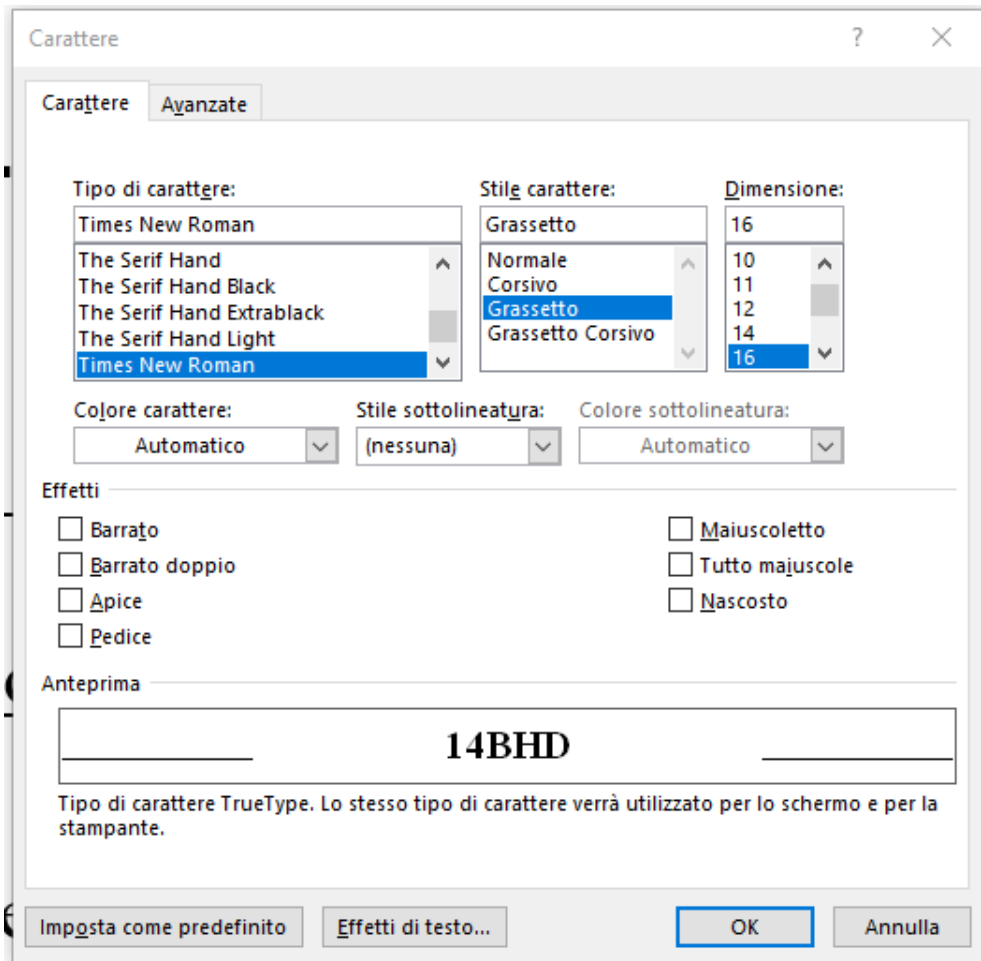 Carattere
Carattere Avanzate
Tipo di carattere: Stile carattere: Dimensione:
Times New Roman Grassetto 16
The Serif Hand Normale 10
The Serif Hand Black Corsivo 11
The Serif Hand Extrablack Grassetto 12
The Serif Hand Light Grassetto Corsivo 14
Times New Roman 16
Colore carattere: Stile sottolineatura: Colore sottolineatura:
Automatico (nessuna) Automatico
Effetti
Barrato Maiuscoletto
Barrato doppio Tutto maiuscole
Apice Nascosto
Pedice
Anteprima
14BHD
Tipo di carattere TrueType. Lo stesso tipo di carattere verrà utilizzato per lo schermo e per la
stampante.
Imposta come predefinito Effetti di testo... OK Annulla